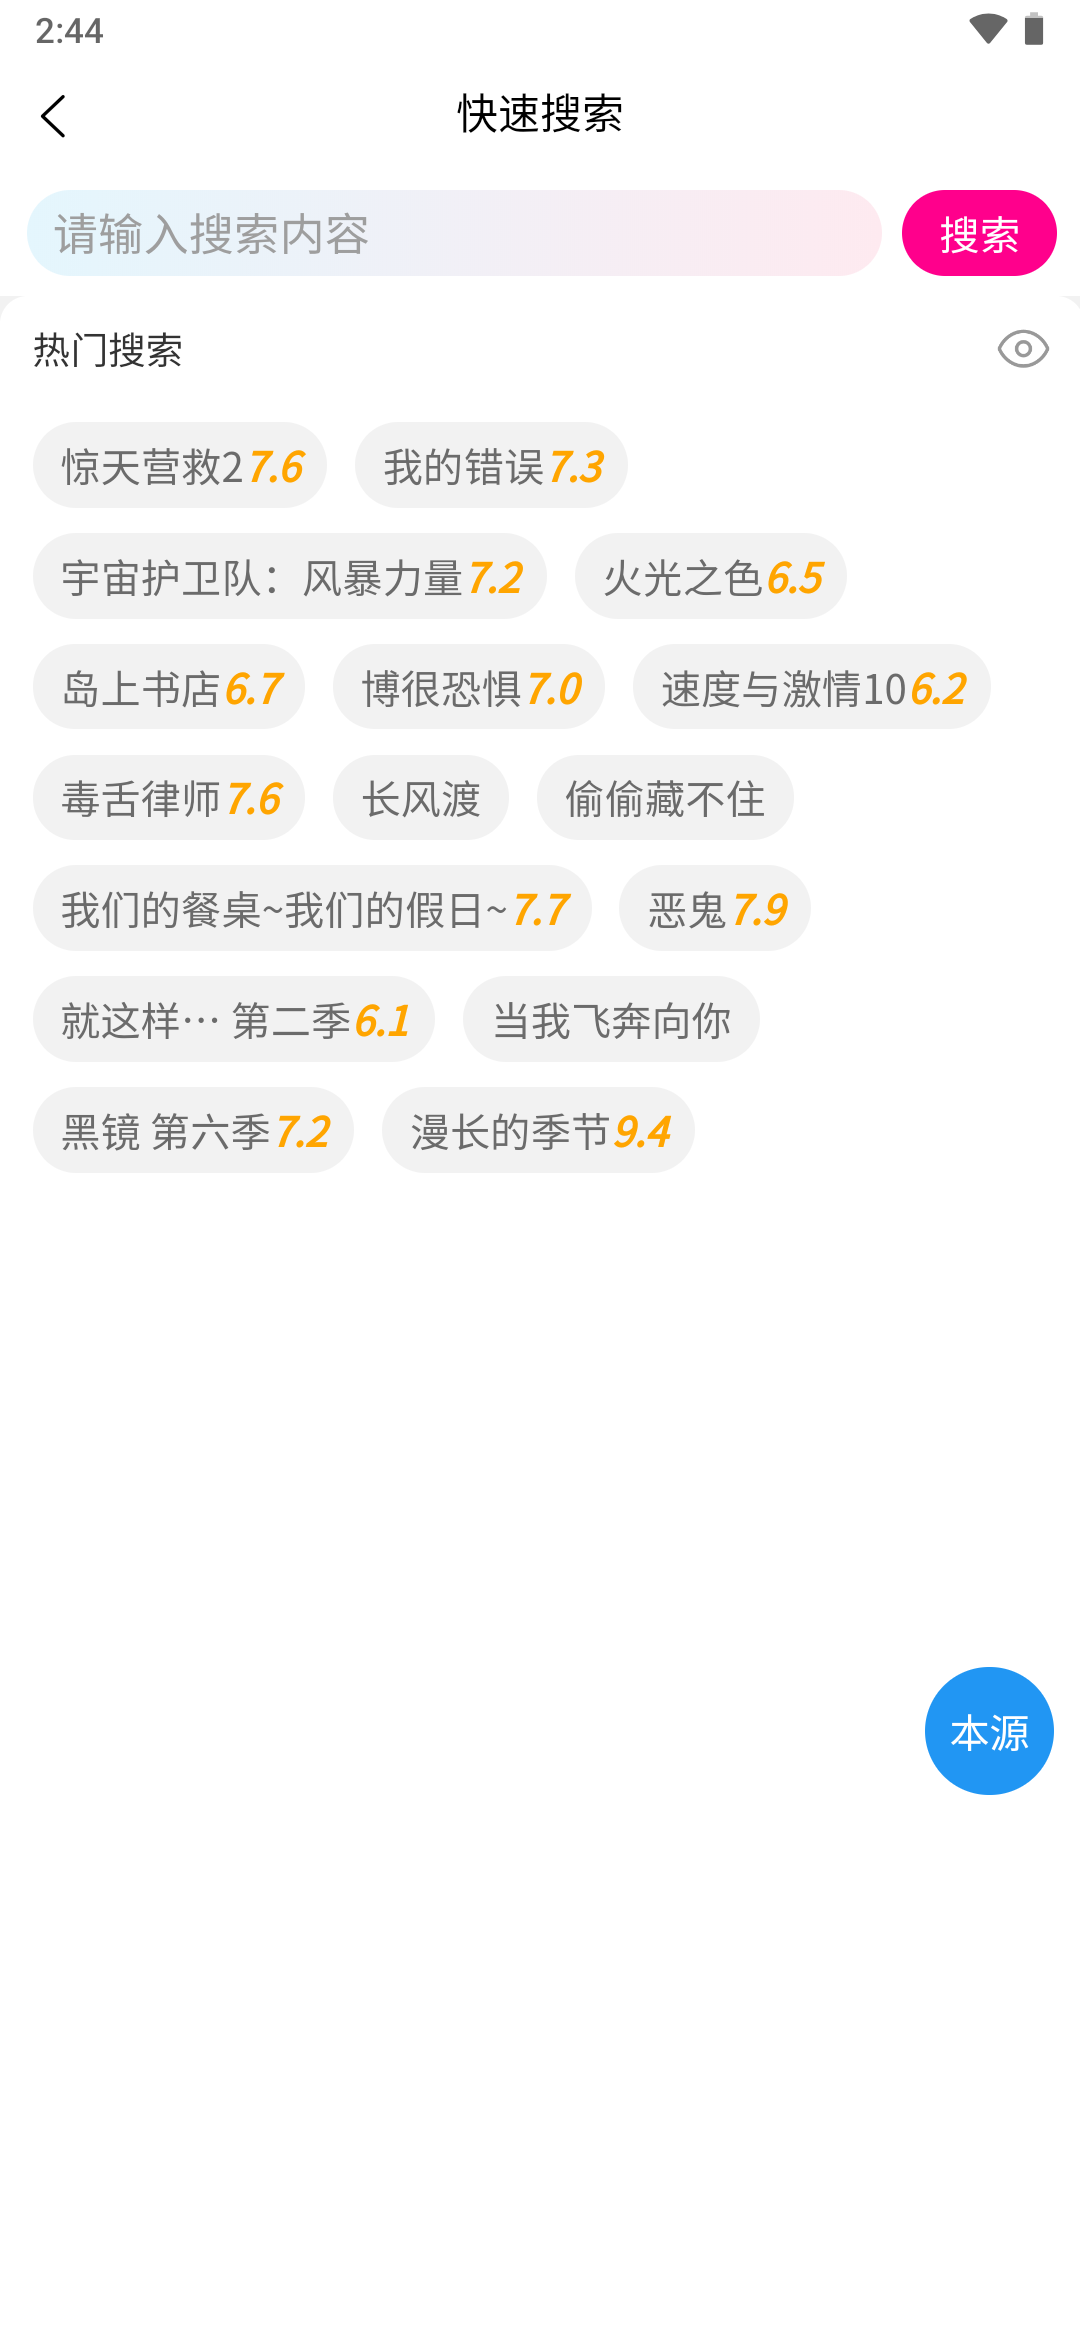 2:44
快速搜索
请输入搜索内容 搜索
热门搜索
惊天营救2 7.6 我的错误 7.3
宇宙护卫队：风暴力量 7.2 火光之色 6.5
岛上书店 6.7 博很恐惧 7.0 速度与激情10 6.2
毒舌律师 7.6 长风渡 偷偷藏不住
我们的餐桌~我们的假日~ 7.7 恶鬼 7.9
就这样… 第二季 6.1 当我飞奔向你
黑镜 第六季 7.2 漫长的季节 9.4
本源